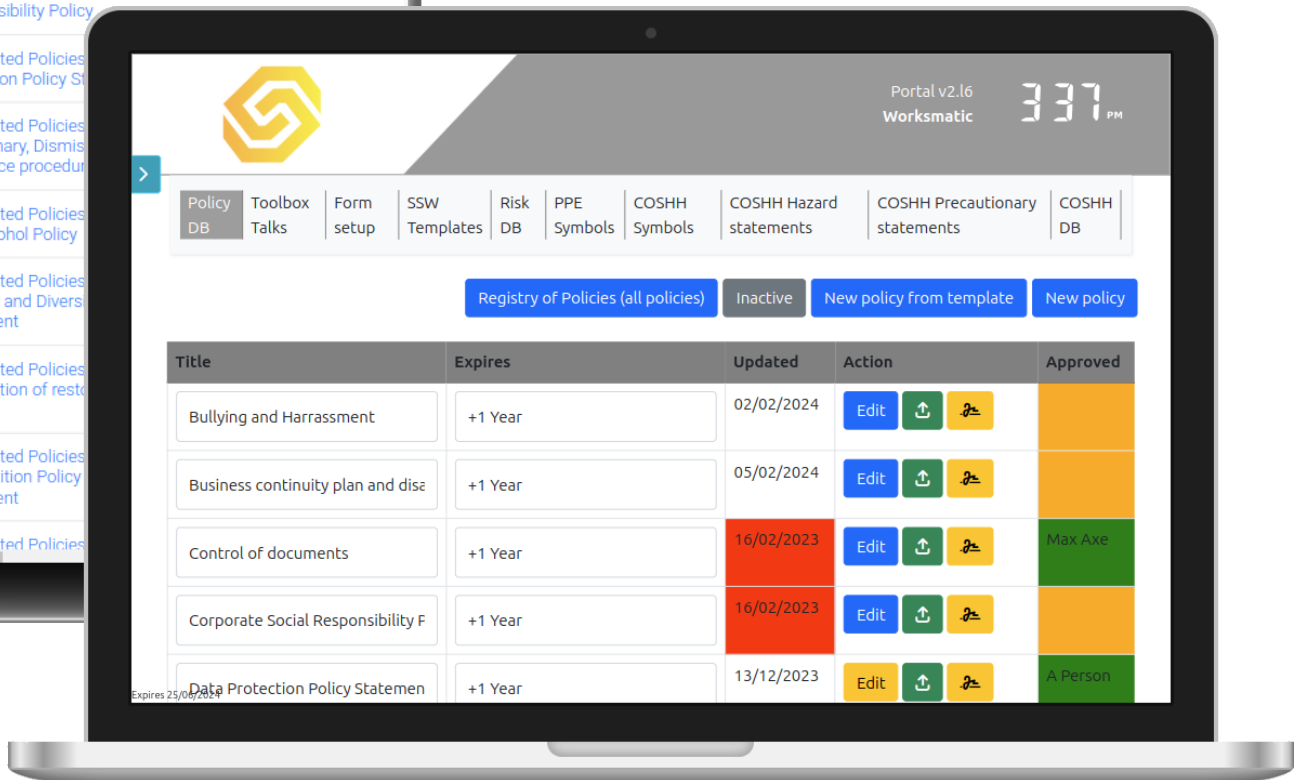 sibility Policy
ted Policies
on Policy St
ted Policies
nary, Dismis
ce procedur
ted Policies
ohol Policy
ted Policies
and Divers
ent
ted Policies
tion of resto
ted Policies
ition Policy
ent
ted Policies
Portal v2.l6
Worksmatic
3 37 PM
Policy DB
Toolbox Talks
Form setup
SSW Templates
Risk DB
PPE Symbols
COSHH Symbols
COSHH Hazard statements
COSHH Precautionary statements
COSHH DB
Registry of Policies (all policies) Inactive New policy from template New policy
Title Expires Updated Action Approved
Bullying and Harrassment +1 Year 02/02/2024 Edit
Business continuity plan and disa +1 Year 05/02/2024 Edit
Control of documents +1 Year 16/02/2023 Edit Max Axe
Corporate Social Responsibility P +1 Year 16/02/2023 Edit
Data Protection Policy Statemen +1 Year 13/12/2023 Edit A Person
Expires 25/06/2024